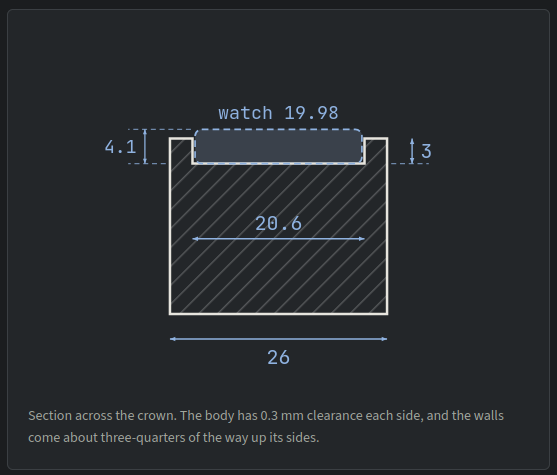 watch 19.98
4.1
3
20.6
26
Section across the crown. The body has 0.3 mm clearance each side, and the walls
come about three-quarters of the way up its sides.